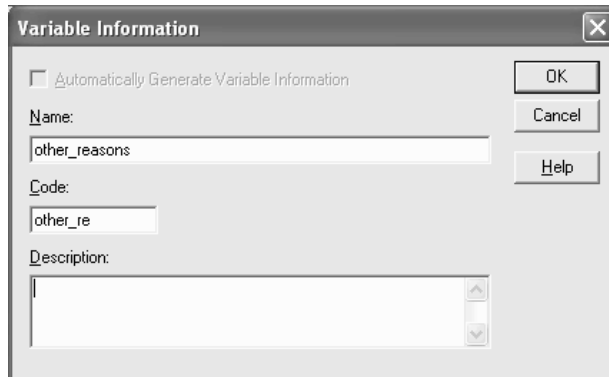 Variable Information
Automatically Generate Variable Information
OK
Name:
Cancel
other_reasons
Help
Code:
other_re
Description: